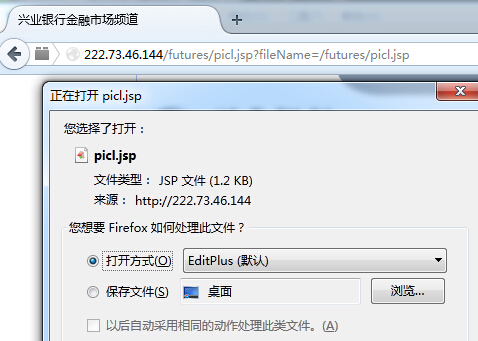 兴业银行金融市场频道
222.73.46.144/futures/picl.jsp?fileName=/futures/picl.jsp
正在打开 picl.jsp
您选择了打开：
picl.jsp
文件类型： JSP 文件 (1.2 KB)
来源： http://222.73.46.144
您想要 Firefox 如何处理此文件？
打开方式(O) EditPlus (默认)
保存文件(S) 桌面 浏览...
以后自动采用相同的动作处理此类文件。(A)